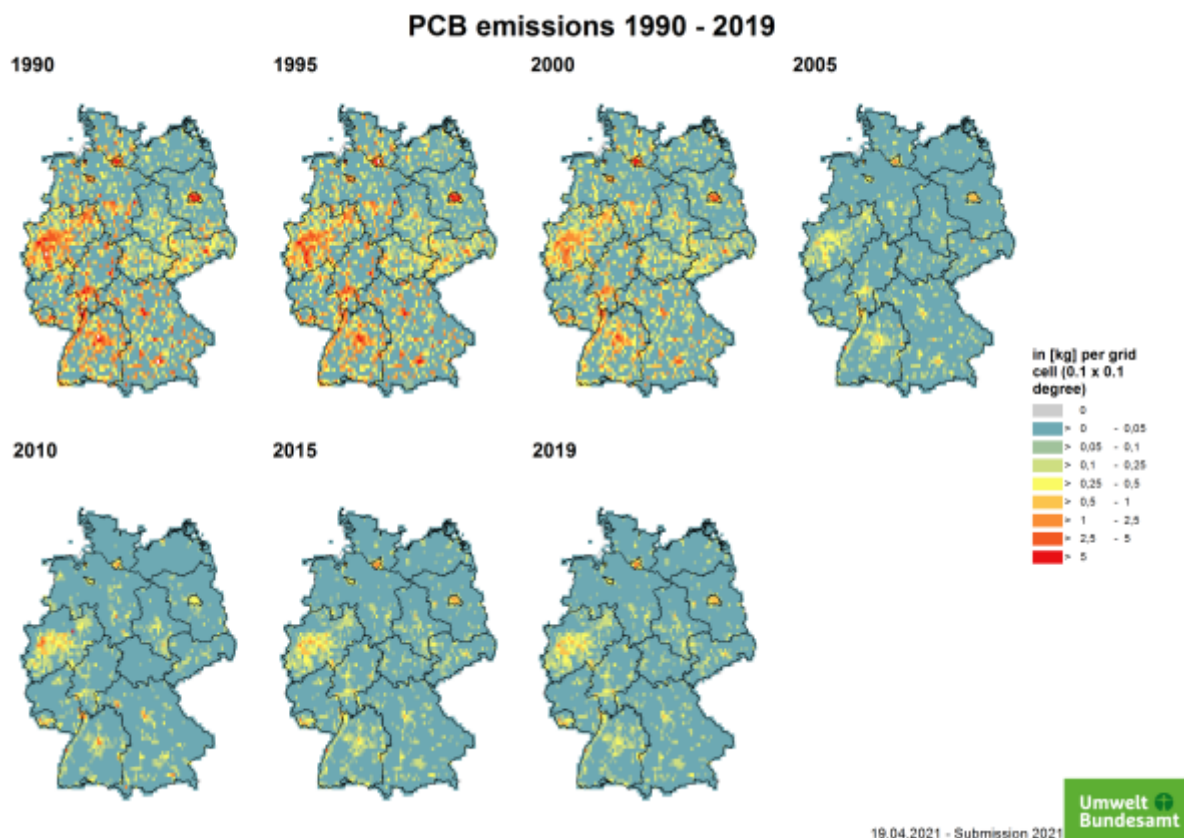 PCB emissions 1990 - 2019
1990
1995
2000
2005
in [kg] per grid
cell (0.1 x 0.1
degree)
0
> 0 - 0,05
> 0,05 - 0,1
> 0,1 - 0,25
> 0,25 - 0,5
> 0,5 - 1
> 1 - 2,5
> 2,5 - 5
> 5
2010
2015
2019
Umwelt
Bundesamt
19.04.2021 - Submission 2021